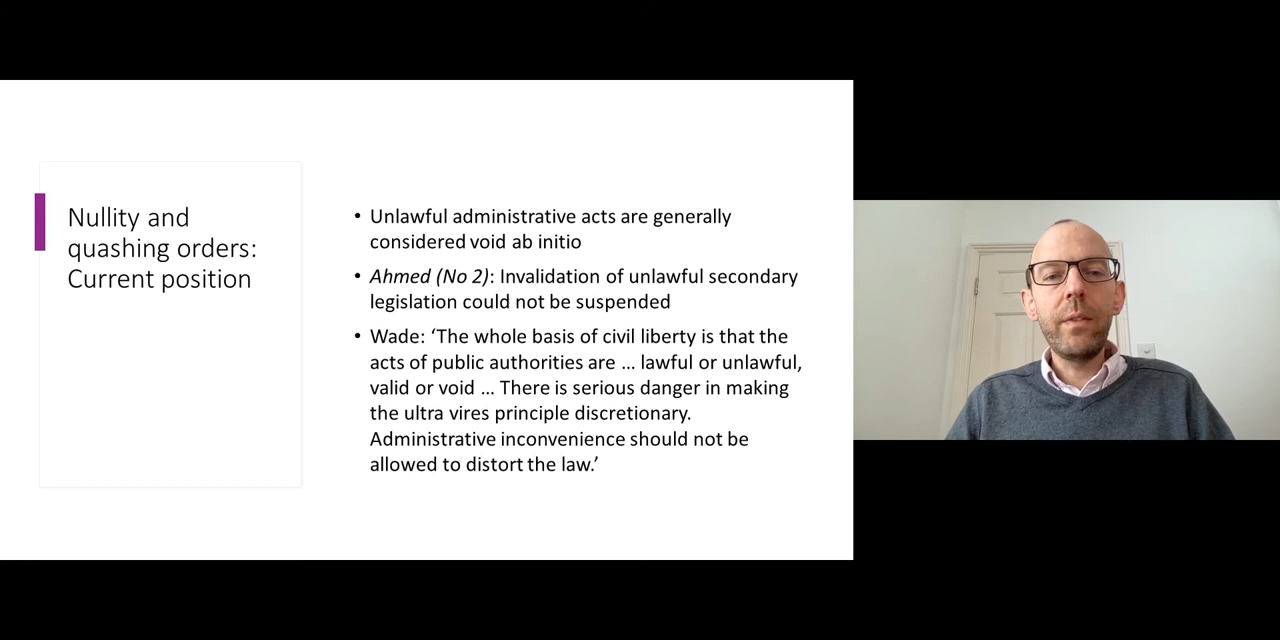 Nullity and
quashing orders:
Current position
• Unlawful administrative acts are generally
considered void ab initio
• Ahmed (No 2): Invalidation of unlawful secondary
legislation could not be suspended
• Wade: ‘The whole basis of civil liberty is that the
acts of public authorities are … lawful or unlawful,
valid or void … There is serious danger in making
the ultra vires principle discretionary.
Administrative inconvenience should not be
allowed to distort the law.’